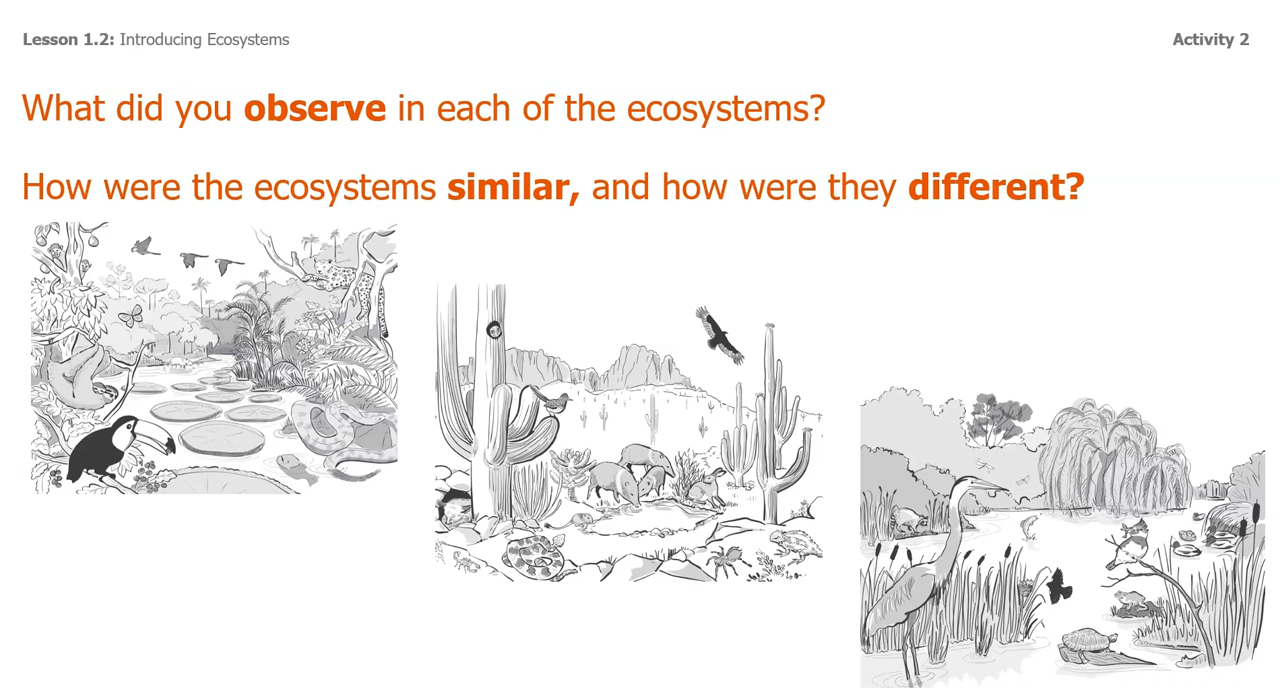 Lesson 1.2: Introducing Ecosystems
Activity 2
What did you observe in each of the ecosystems?
How were the ecosystems similar, and how were they different?